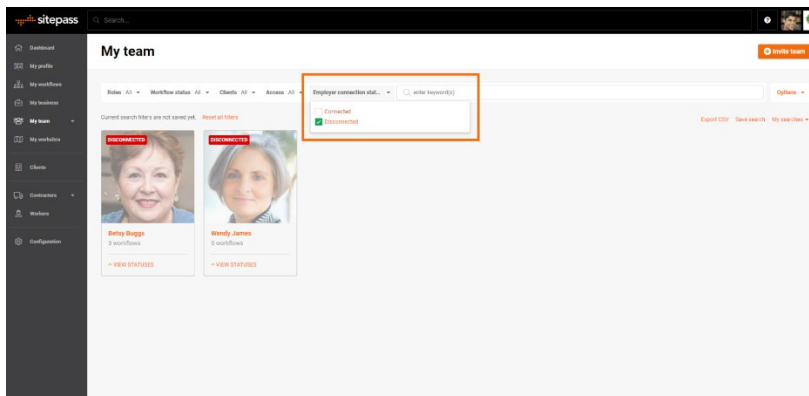 sitepass
Search...
Dashboard
My profile
My workflows
My business
My team
My worksites
Clients
Contractors
Workers
Configuration
My team
Invite team
Roles All Workflow status All Clients All Access All Employer connection stat... enter keyword(s) Options
Connected
Disconnected
Current search filters are not saved yet. Reset all filters
Export CSV Save search My searches
DISCONNECTED
Betsy Buggs
3 workflows
VIEW STATUSES
DISCONNECTED
Wendy James
5 workflows
VIEW STATUSES